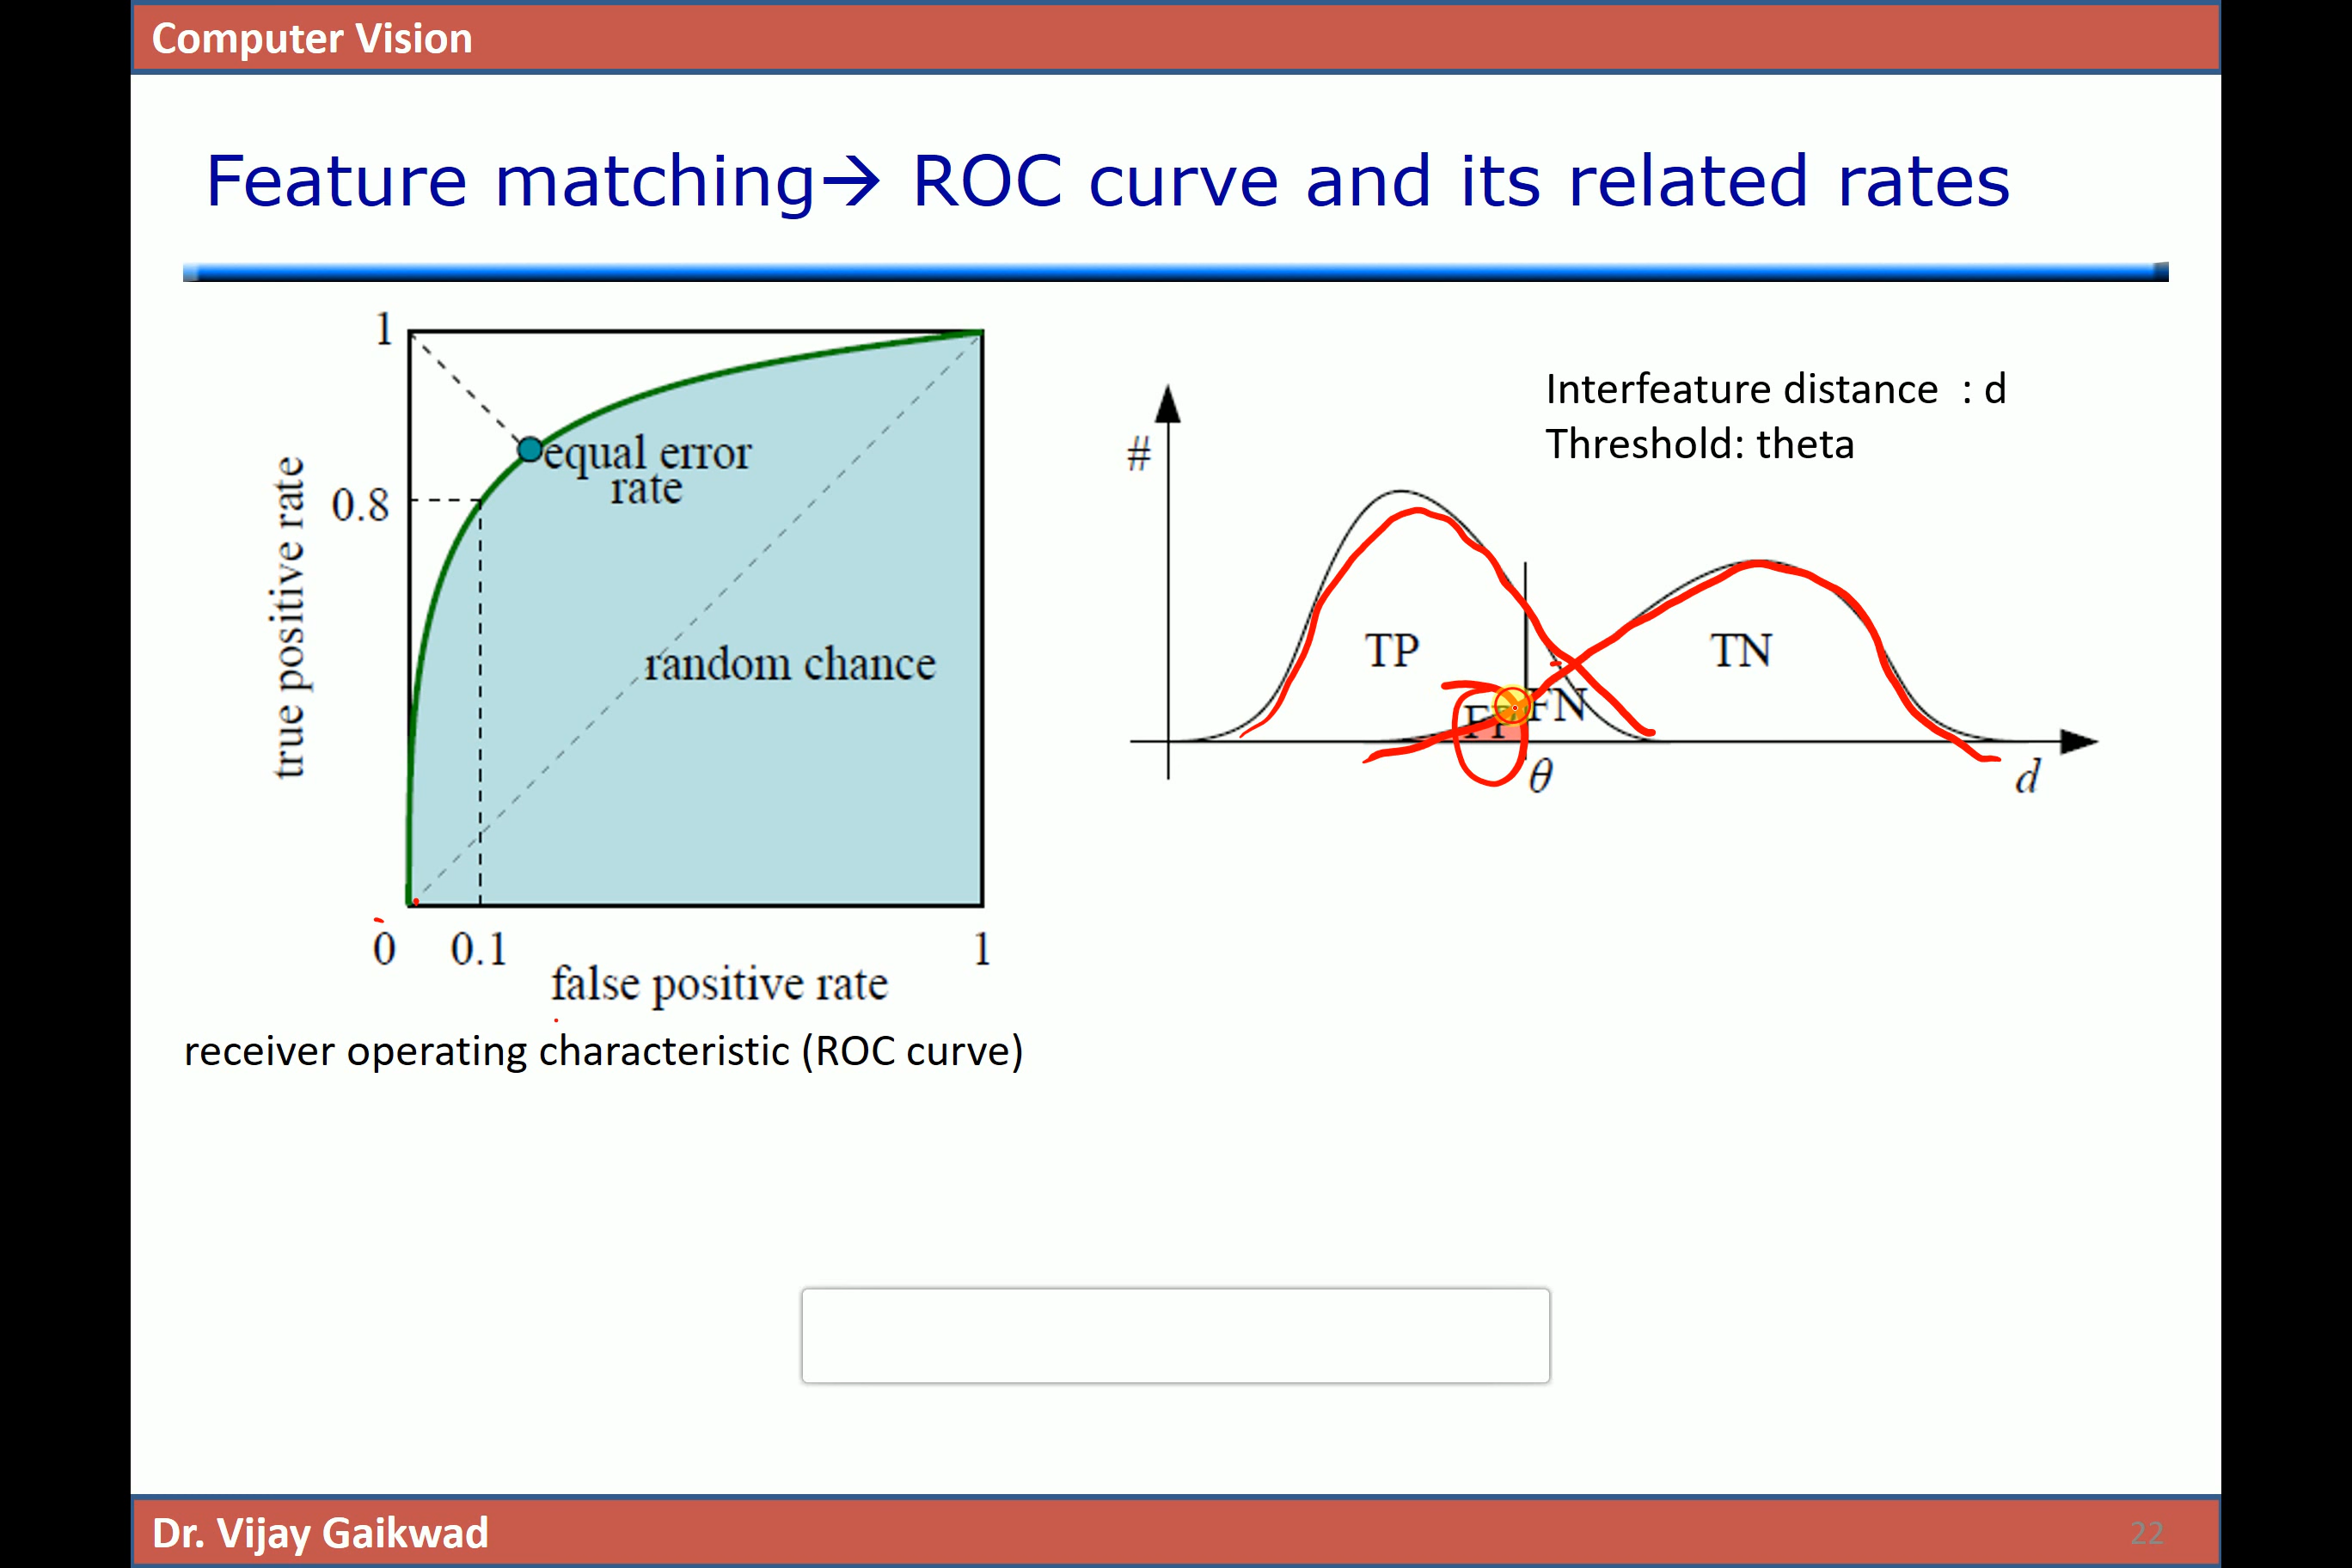 Computer Vision
Feature matching→ ROC curve and its related rates
1
equal error
rate
0.8
true positive rate
random chance
0
0.1
1
false positive rate
receiver operating characteristic (ROC curve)
Interfeature distance : d
Threshold: theta
#
TP
TN
FP
FN
θ
d
Dr. Vijay Gaikwad
22